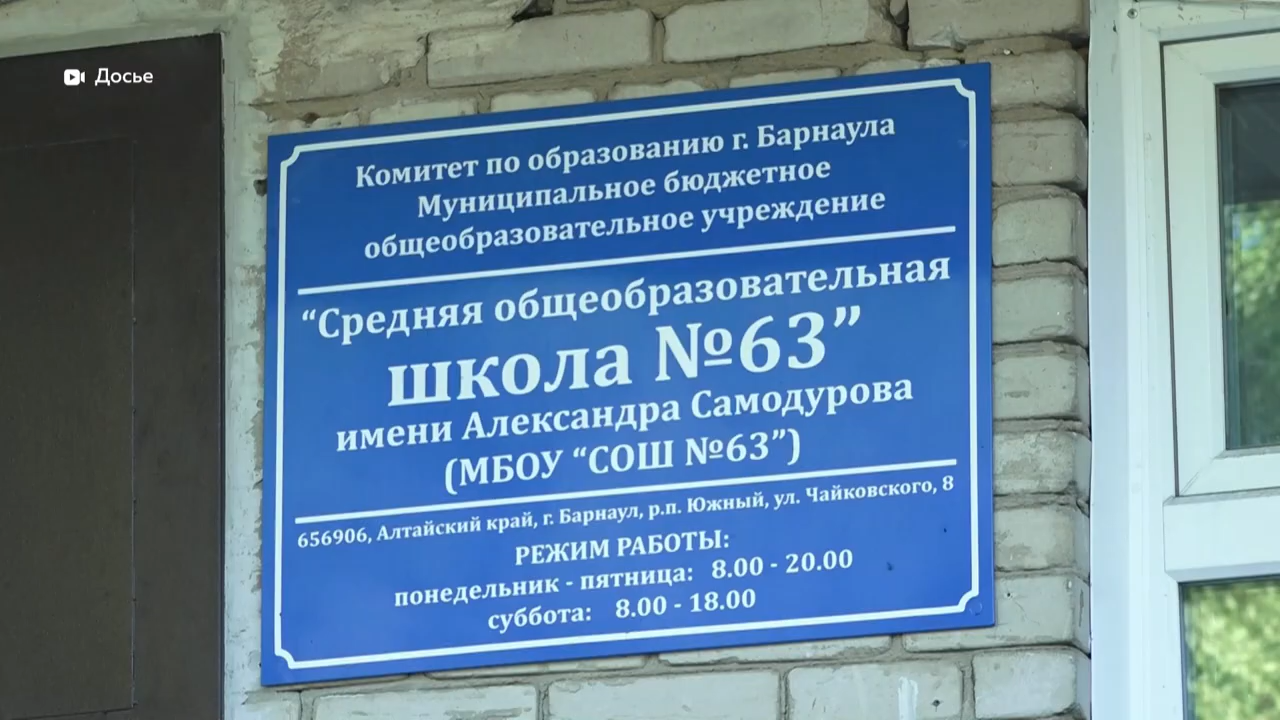 Досье
Комитет по образованию г. Барнаула
Муниципальное бюджетное
общеобразовательное учреждение
“Средняя общеобразовательная
школа №63”
имени Александра Самодурова
(МБОУ “СОШ №63”)
656906, Алтайский край, г. Барнаул, р.п. Южный, ул. Чайковского, 8
РЕЖИМ РАБОТЫ:
понедельник - пятница: 8.00 - 20.00
суббота: 8.00 - 18.00